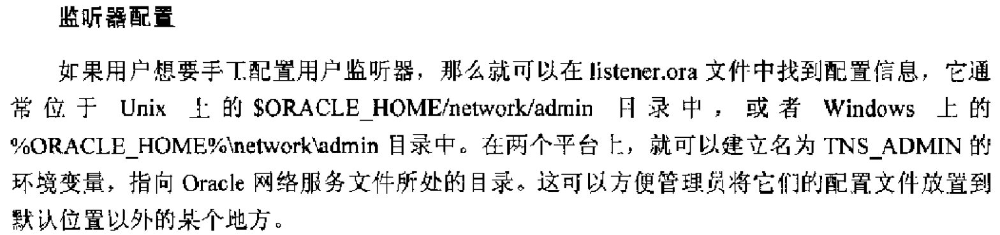 监听器配置
如果用户想要手工配置用户监听器，那么就可以在 listener.ora 文件中找到配置信息，它通
常位于 Unix 上的 $ORACLE_HOME/network/admin 目录中，或者 Windows 上的
%ORACLE_HOME%\network\admin 目录中。在两个平台上，就可以建立名为 TNS_ADMIN 的
环境变量，指向 Oracle 网络服务文件所处的目录。这可以方便管理员将它们的配置文件放置到
默认位置以外的某个地方。